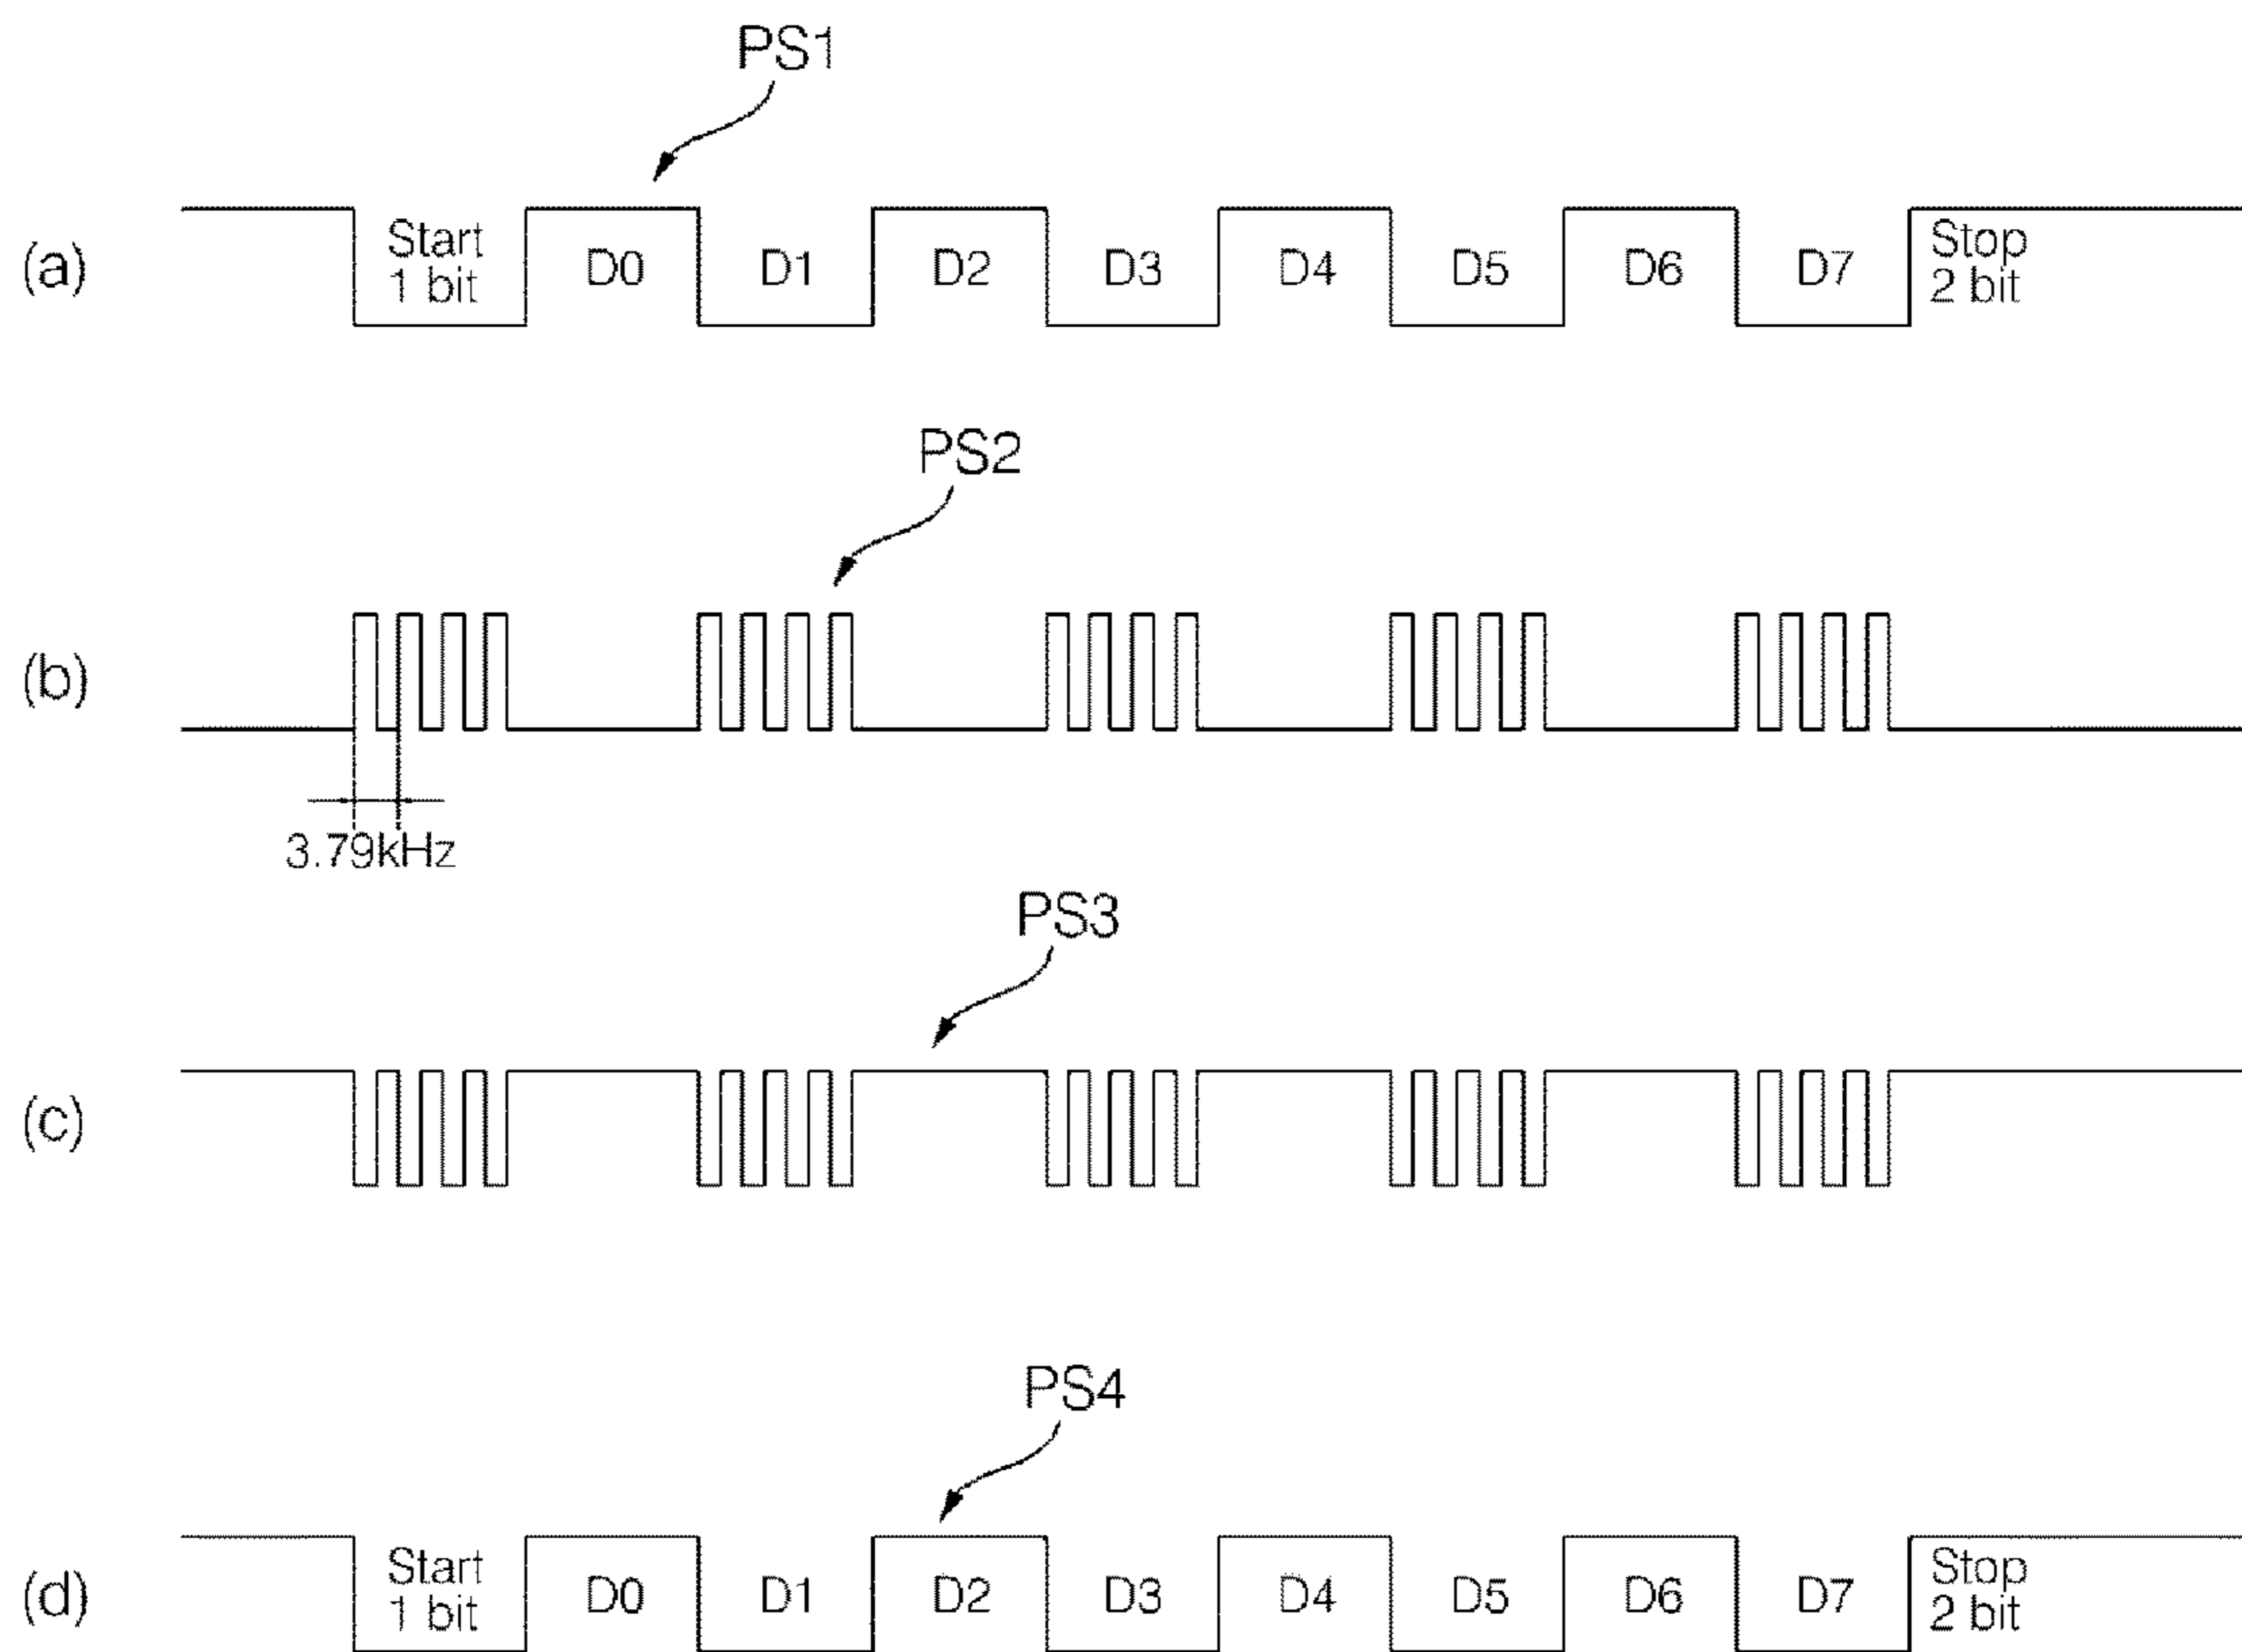 PS1
(a)
Start
1 bit
D0
D1
D2
D3
D4
D5
D6
D7
Stop
2 bit
PS2
(b)
3.79kHz
PS3
(c)
PS4
(d)
Start
1 bit
D0
D1
D2
D3
D4
D5
D6
D7
Stop
2 bit